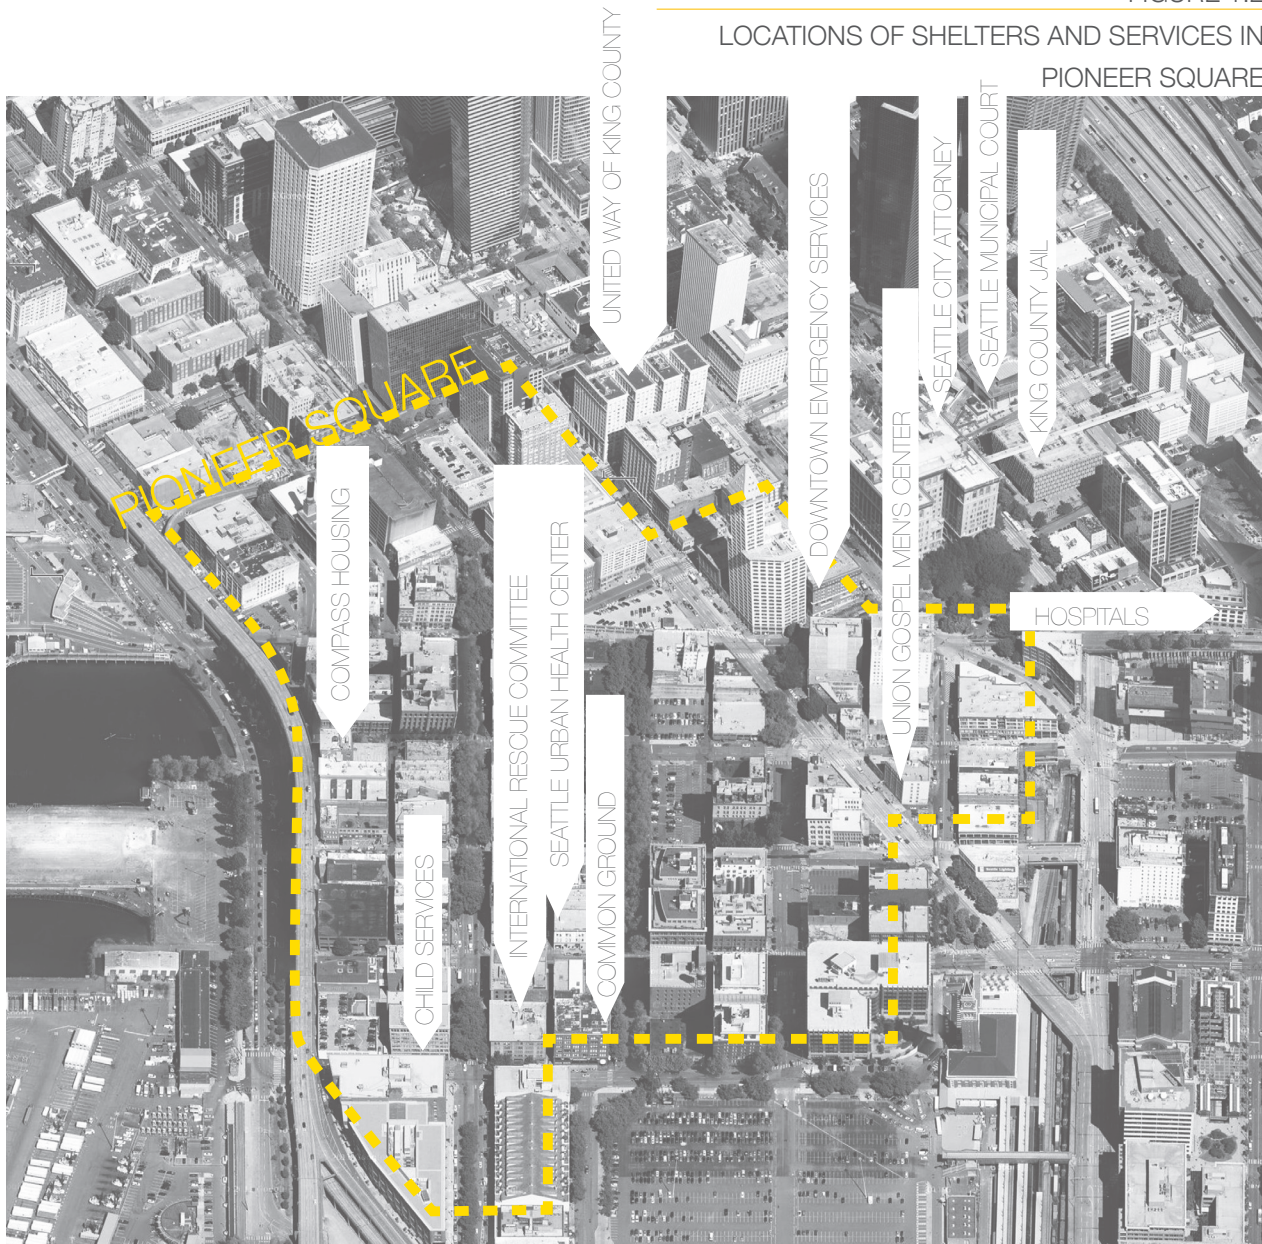 LOCATIONS OF SHELTERS AND SERVICES IN
PIONEER SQUARE
UNITED WAY OF KING COUNTY
DOWNTOWN EMERGENCY SERVICES
SEATTLE CITY ATTORNEY
SEATTLE MUNICIPAL COURT
KING COUNTY JAIL
UNION GOSPEL MEN'S CENTER
PIONEER SQUARE
COMPASS HOUSING
INTERNATIONAL RESCUE COMMITTEE
SEATTLE URBAN HEALTH CENTER
HOSPITALS
COMMON GROUND
CHILD SERVICES